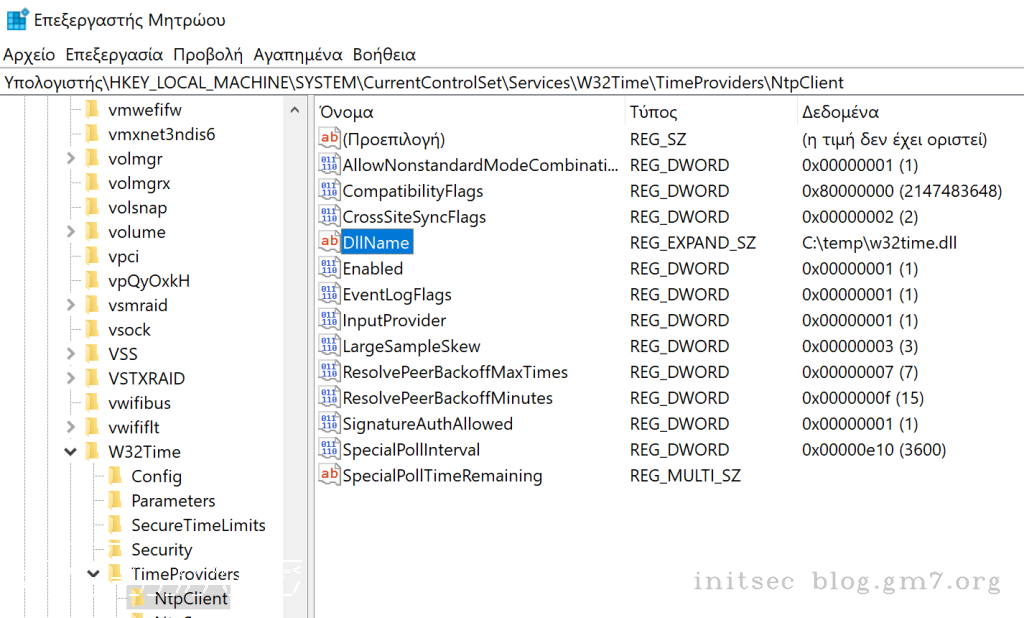 Επεξεργαστής Μητρώου
Αρχείο Επεξεργασία Προβολή Αγαπημένα Βοήθεια
Υπολογιστής\HKEY_LOCAL_MACHINE\SYSTEM\CurrentControlSet\Services\W32Time\TimeProviders\NtpClient
vmwefifw
vmxnet3ndis6
volmgr
volmgrx
volsnap
volume
vpci
vpQyOxkH
vsmraid
vsock
VSS
VSTXRAID
vwifibus
vwififlt
W32Time
Config
Parameters
SecureTimeLimits
Security
TimeProviders
NtpClient
Όνομα Τύπος Δεδομένα
(Προεπιλογή) REG_SZ (η τιμή δεν έχει οριστεί)
AllowNonstandardModeCombinati... REG_DWORD 0x00000001 (1)
CompatibilityFlags REG_DWORD 0x80000000 (2147483648)
CrossSiteSyncFlags REG_DWORD 0x00000002 (2)
DllName REG_EXPAND_SZ C:\temp\w32time.dll
Enabled REG_DWORD 0x00000001 (1)
EventLogFlags REG_DWORD 0x00000001 (1)
InputProvider REG_DWORD 0x00000001 (1)
LargeSampleSkew REG_DWORD 0x00000003 (3)
ResolvePeerBackoffMaxTimes REG_DWORD 0x00000007 (7)
ResolvePeerBackoffMinutes REG_DWORD 0x0000000f (15)
SignatureAuthAllowed REG_DWORD 0x00000001 (1)
SpecialPollInterval REG_DWORD 0x00000e10 (3600)
SpecialPollTimeRemaining REG_MULTI_SZ
initsec blog.gm7.org